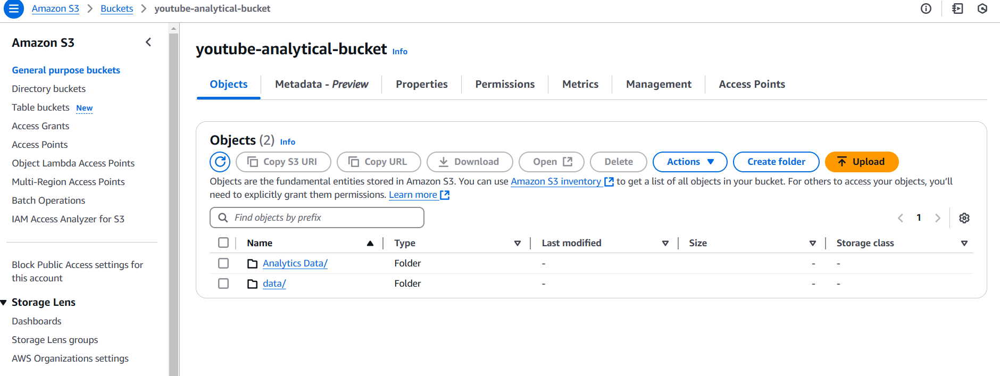 Amazon S3 > Buckets > youtube-analytical-bucket
Amazon S3
General purpose buckets
Directory buckets
Table buckets New
Access Grants
Access Points
Object Lambda Access Points
Multi-Region Access Points
Batch Operations
IAM Access Analyzer for S3
Block Public Access settings for
this account
Storage Lens
Dashboards
Storage Lens groups
AWS Organizations settings
youtube-analytical-bucket Info
Objects Metadata - Preview Properties Permissions Metrics Management Access Points
Objects (2) Info
Copy S3 URI Copy URL Download Open Delete Actions Create folder Upload
Objects are the fundamental entities stored in Amazon S3. You can use Amazon S3 inventory to get a list of all objects in your bucket. For others to access your objects, you'll
need to explicitly grant them permissions. Learn more
Find objects by prefix
1
Name Type Last modified Size Storage class
Analytics Data/ Folder - - -
data/ Folder - - -